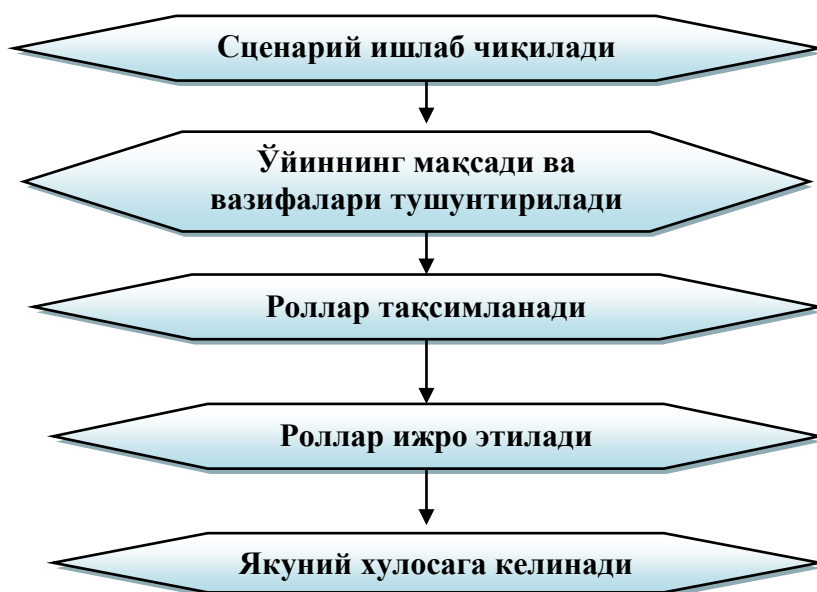 Сценарий ишлаб чиқилади
Ўйиннинг мақсади ва
вазифалари тушунтирилади
Роллар тақсимланади
Роллар ижро этилади
Якуний хулосага келинади